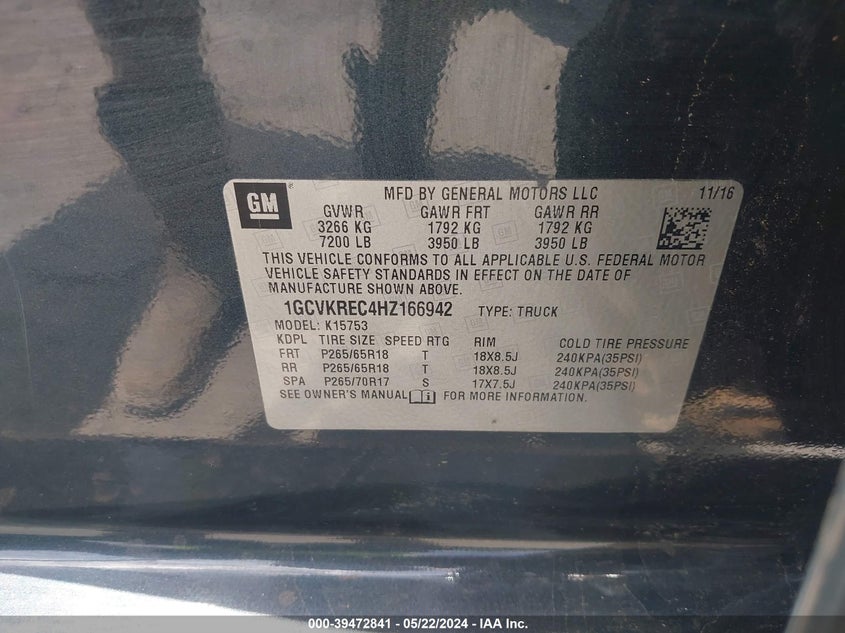 GM
MFD BY GENERAL MOTORS LLC 11/16
GVWR GAWR FRT GAWR RR
3266 KG 1792 KG 1792 KG
7200 LB 3950 LB 3950 LB
THIS VEHICLE CONFORMS TO ALL APPLICABLE U.S. FEDERAL MOTOR
VEHICLE SAFETY STANDARDS IN EFFECT ON THE DATE OF
MANUFACTURE SHOWN ABOVE.
1GCVKREC4HZ166942 TYPE: TRUCK
MODEL: K15753
KDPL TIRE SIZE SPEED RTG RIM COLD TIRE PRESSURE
FRT P265/65R18 T 18X8.5J 240KPA(35PSI)
RR P265/65R18 T 18X8.5J 240KPA(35PSI)
SPA P265/70R17 S 17X7.5J 240KPA(35PSI)
SEE OWNER'S MANUAL FOR MORE INFORMATION.
000-39472841 - 05/22/2024 - IAA Inc.